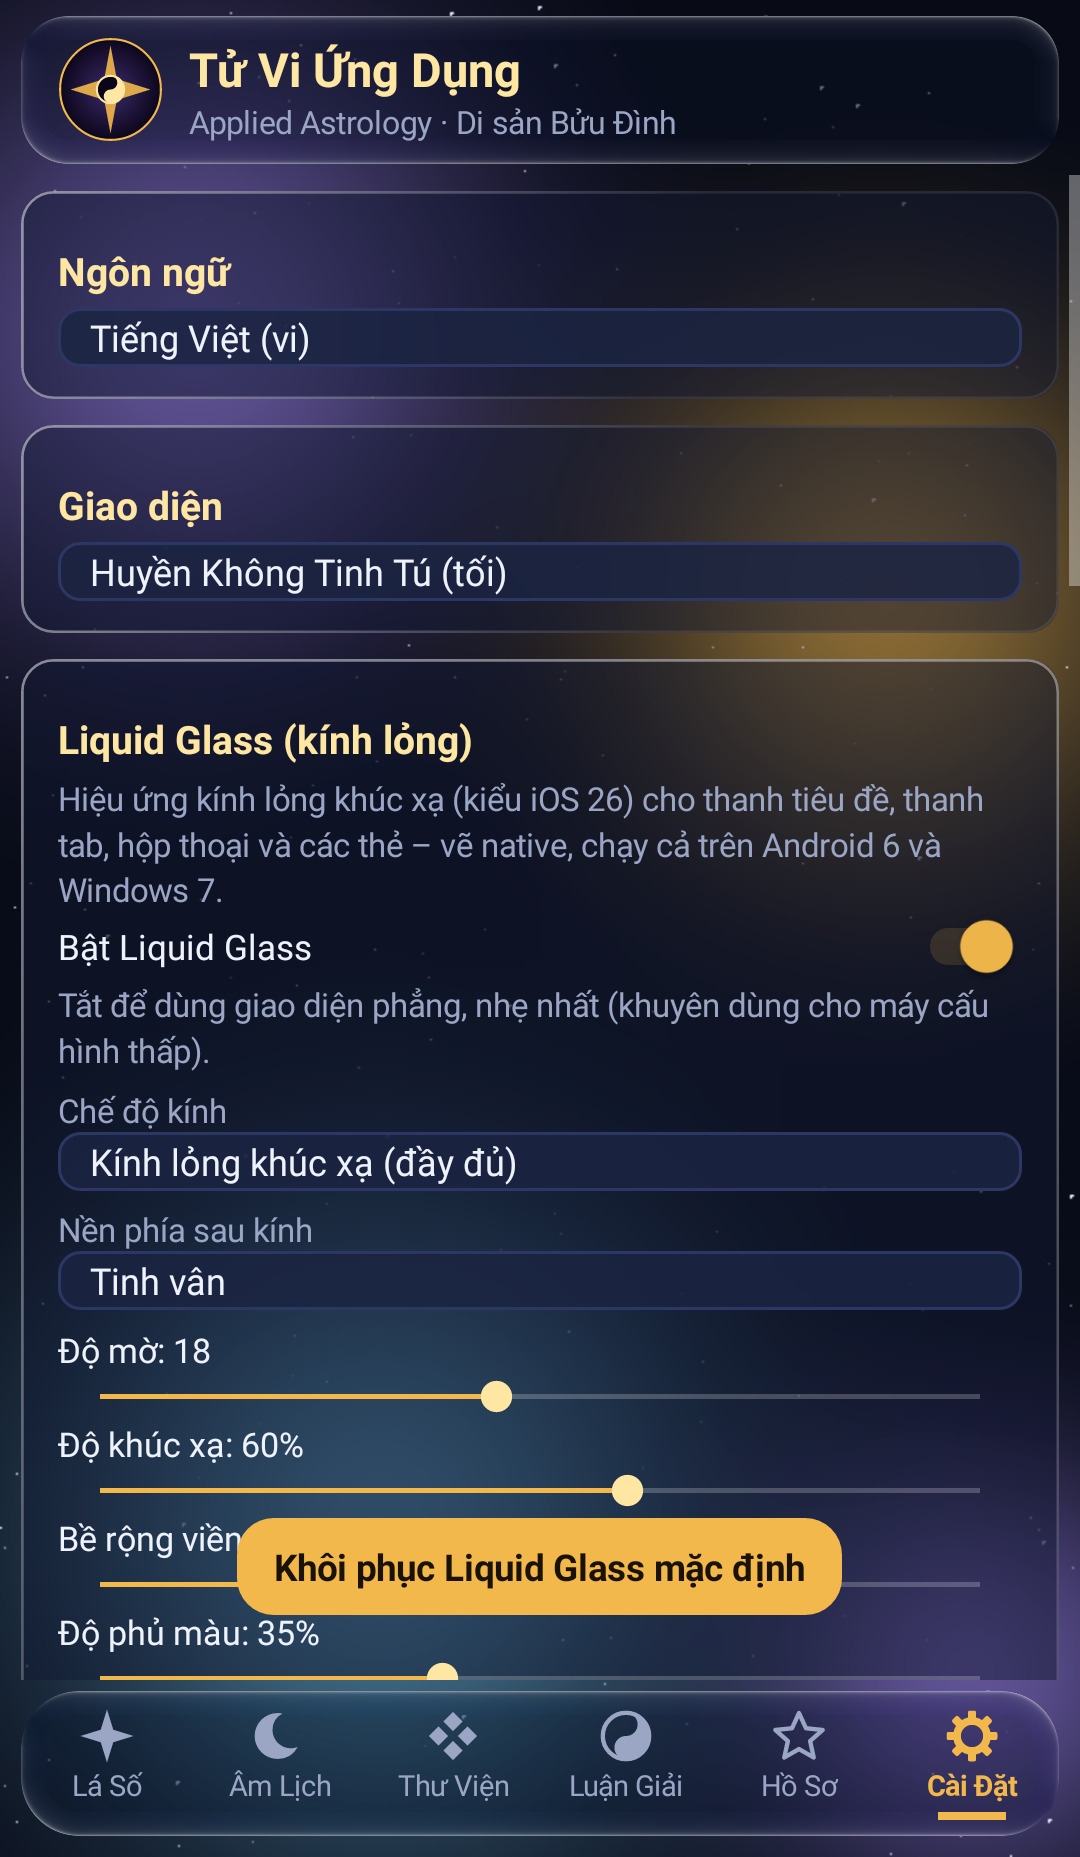 Tử Vi Ứng Dụng
Applied Astrology · Di sản Bửu Đình
Ngôn ngữ
Tiếng Việt (vi)
Giao diện
Huyền Không Tinh Tú (tối)
Liquid Glass (kính lỏng)
Hiệu ứng kính lỏng khúc xạ (kiểu iOS 26) cho thanh tiêu đề, thanh
tab, hộp thoại và các thẻ – vẽ native, chạy cả trên Android 6 và
Windows 7.
Bật Liquid Glass
Tắt để dùng giao diện phẳng, nhẹ nhất (khuyên dùng cho máy cấu
hình thấp).
Chế độ kính
Kính lỏng khúc xạ (đầy đủ)
Nền phía sau kính
Tinh vân
Độ mờ: 18
Độ khúc xạ: 60%
Bề rộng viền
Khôi phục Liquid Glass mặc định
Độ phủ màu: 35%
Lá Số
Âm Lịch
Thư Viện
Luận Giải
Hồ Sơ
Cài Đặt